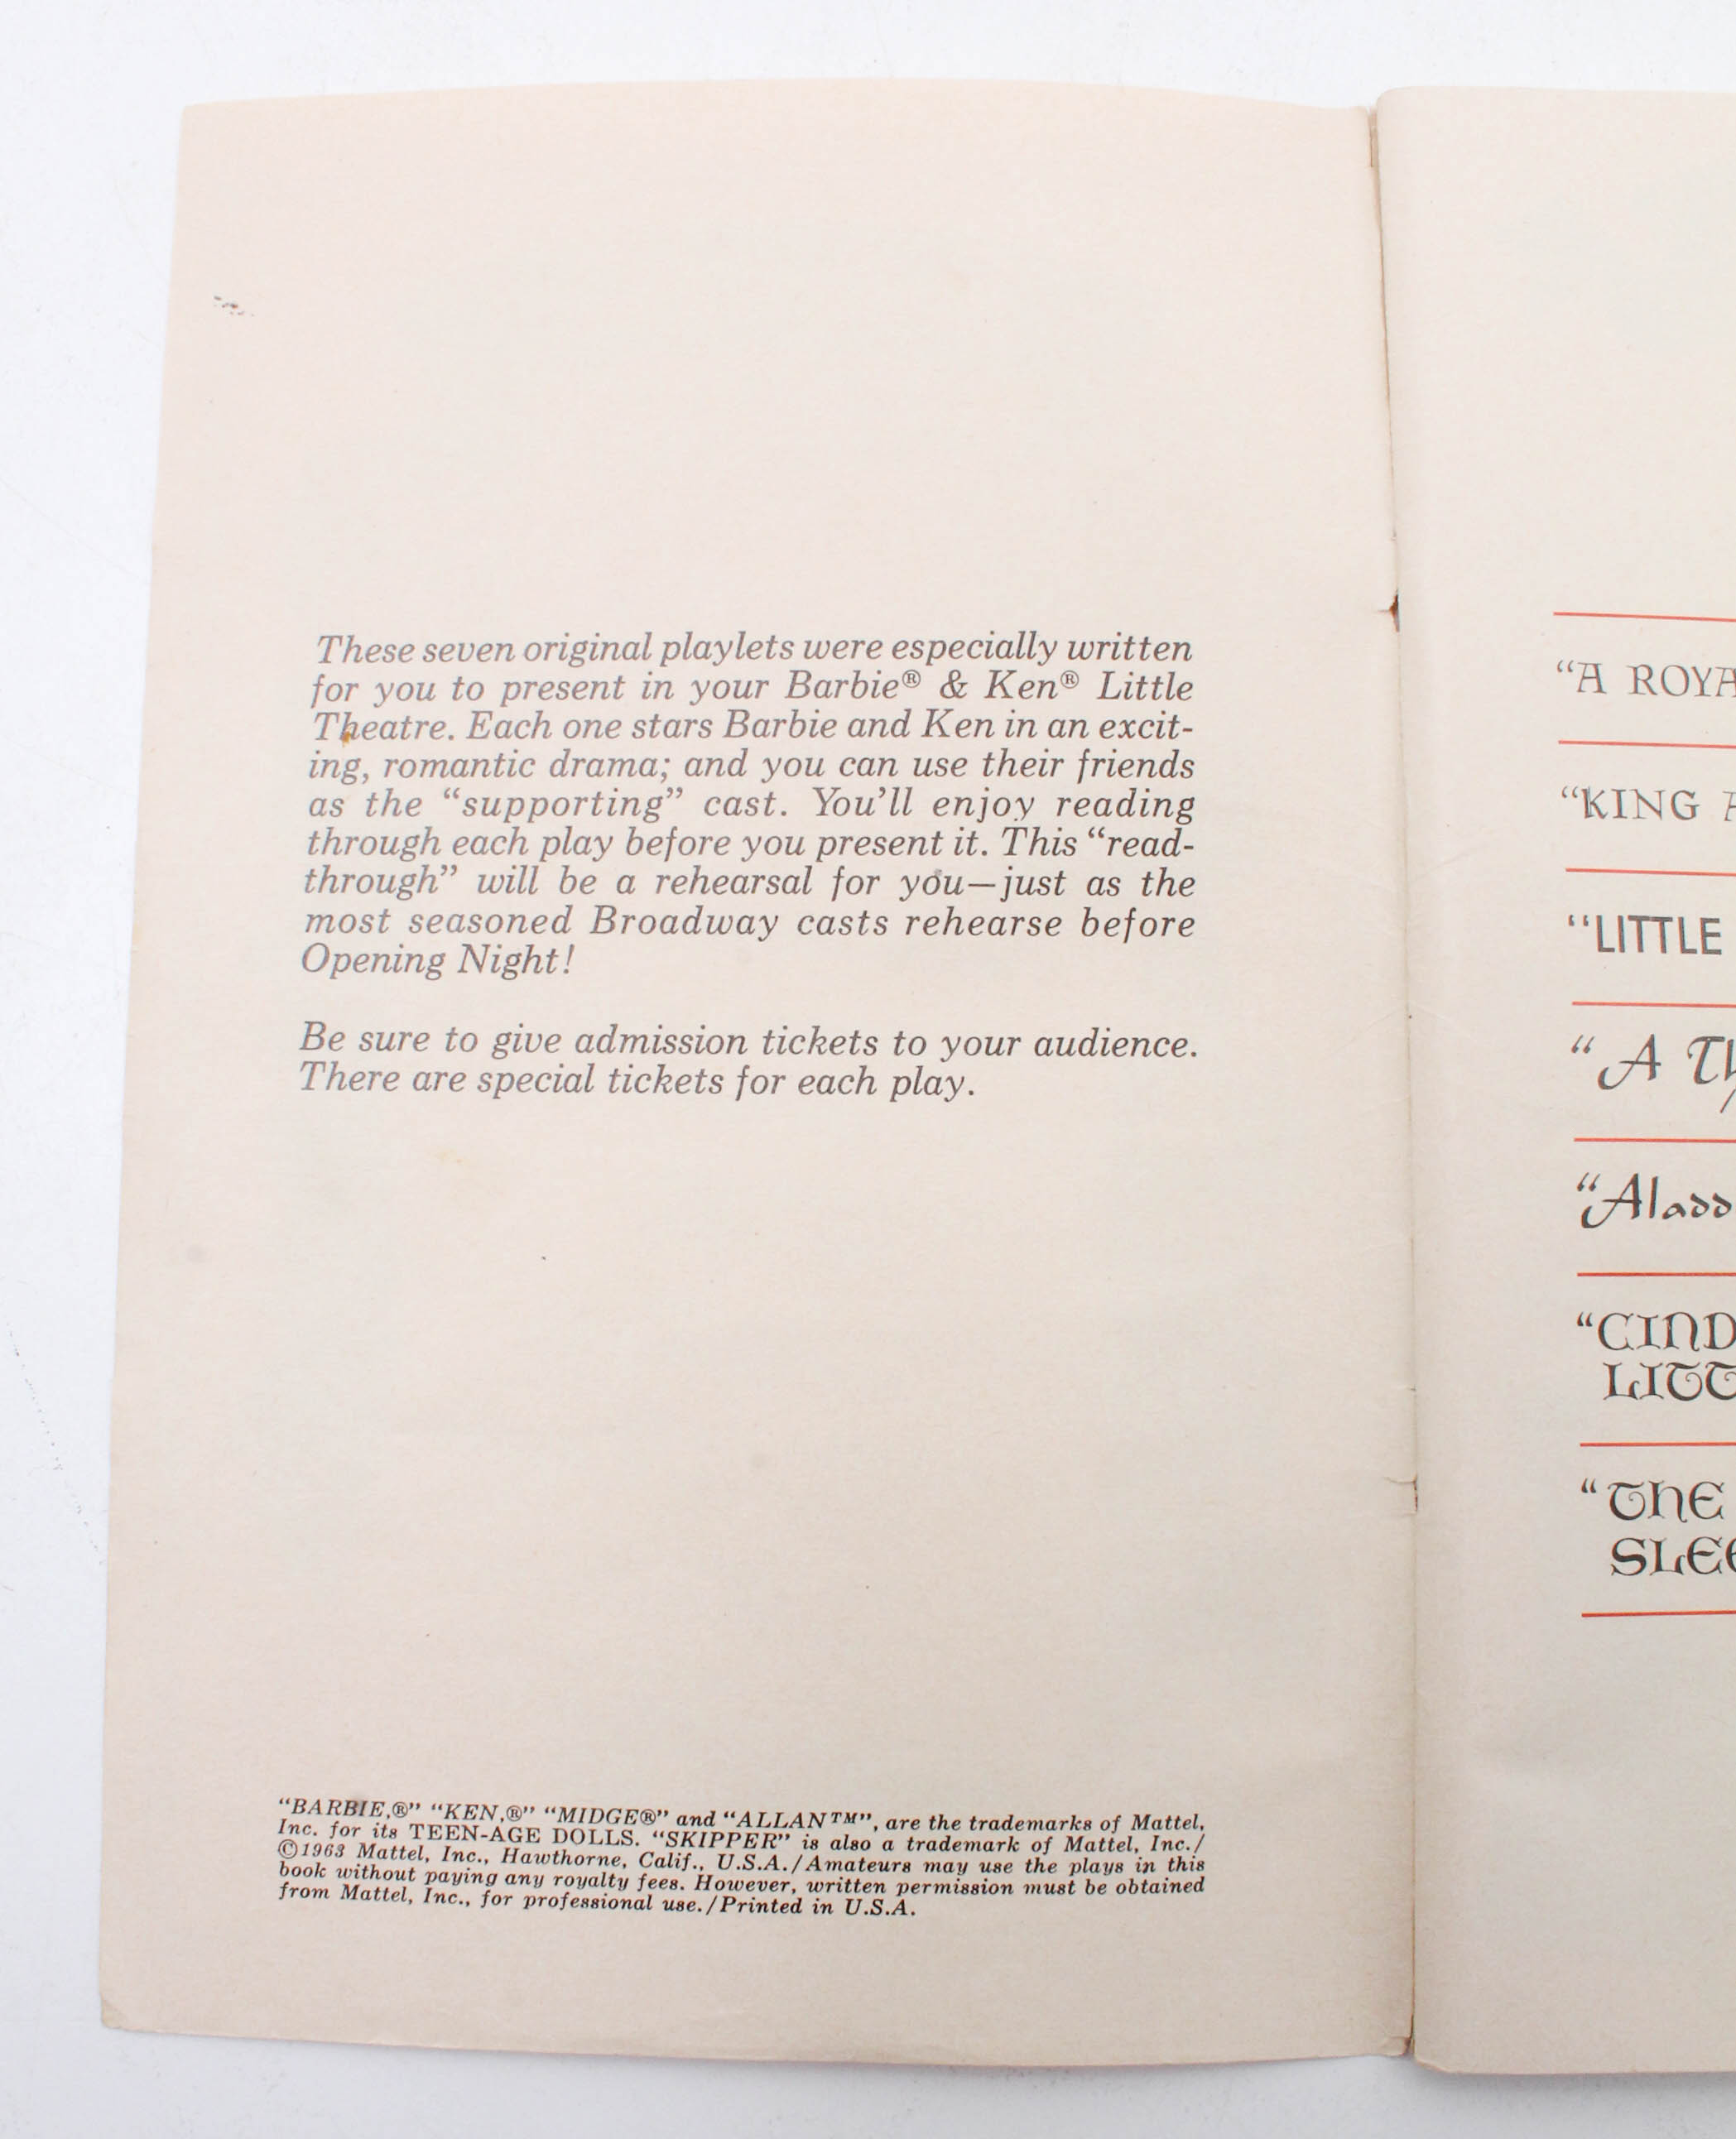 These seven original playlets were especially written
for you to present in your Barbie® & Ken® Little
Theatre. Each one stars Barbie and Ken in an excit-
ing, romantic drama; and you can use their friends
as the “supporting” cast. You’ll enjoy reading
through each play before you present it. This “read-
through” will be a rehearsal for you—just as the
most seasoned Broadway casts rehearse before
Opening Night!
Be sure to give admission tickets to your audience.
There are special tickets for each play.
“BARBIE,®” “KEN,®” “MIDGE®” and “ALLAN™”, are the trademarks of Mattel,
Inc. for its TEEN-AGE DOLLS. “SKIPPER” is also a trademark of Mattel, Inc./
©1963 Mattel, Inc., Hawthorne, Calif., U.S.A./Amateurs may use the plays in this
book without paying any royalty fees. However, written permission must be obtained
from Mattel, Inc., for professional use./Printed in U.S.A.
“A ROYA
“KING
“LITTLE
“A Th
“Aladd
“CIND
LITT
“THE
SLEE